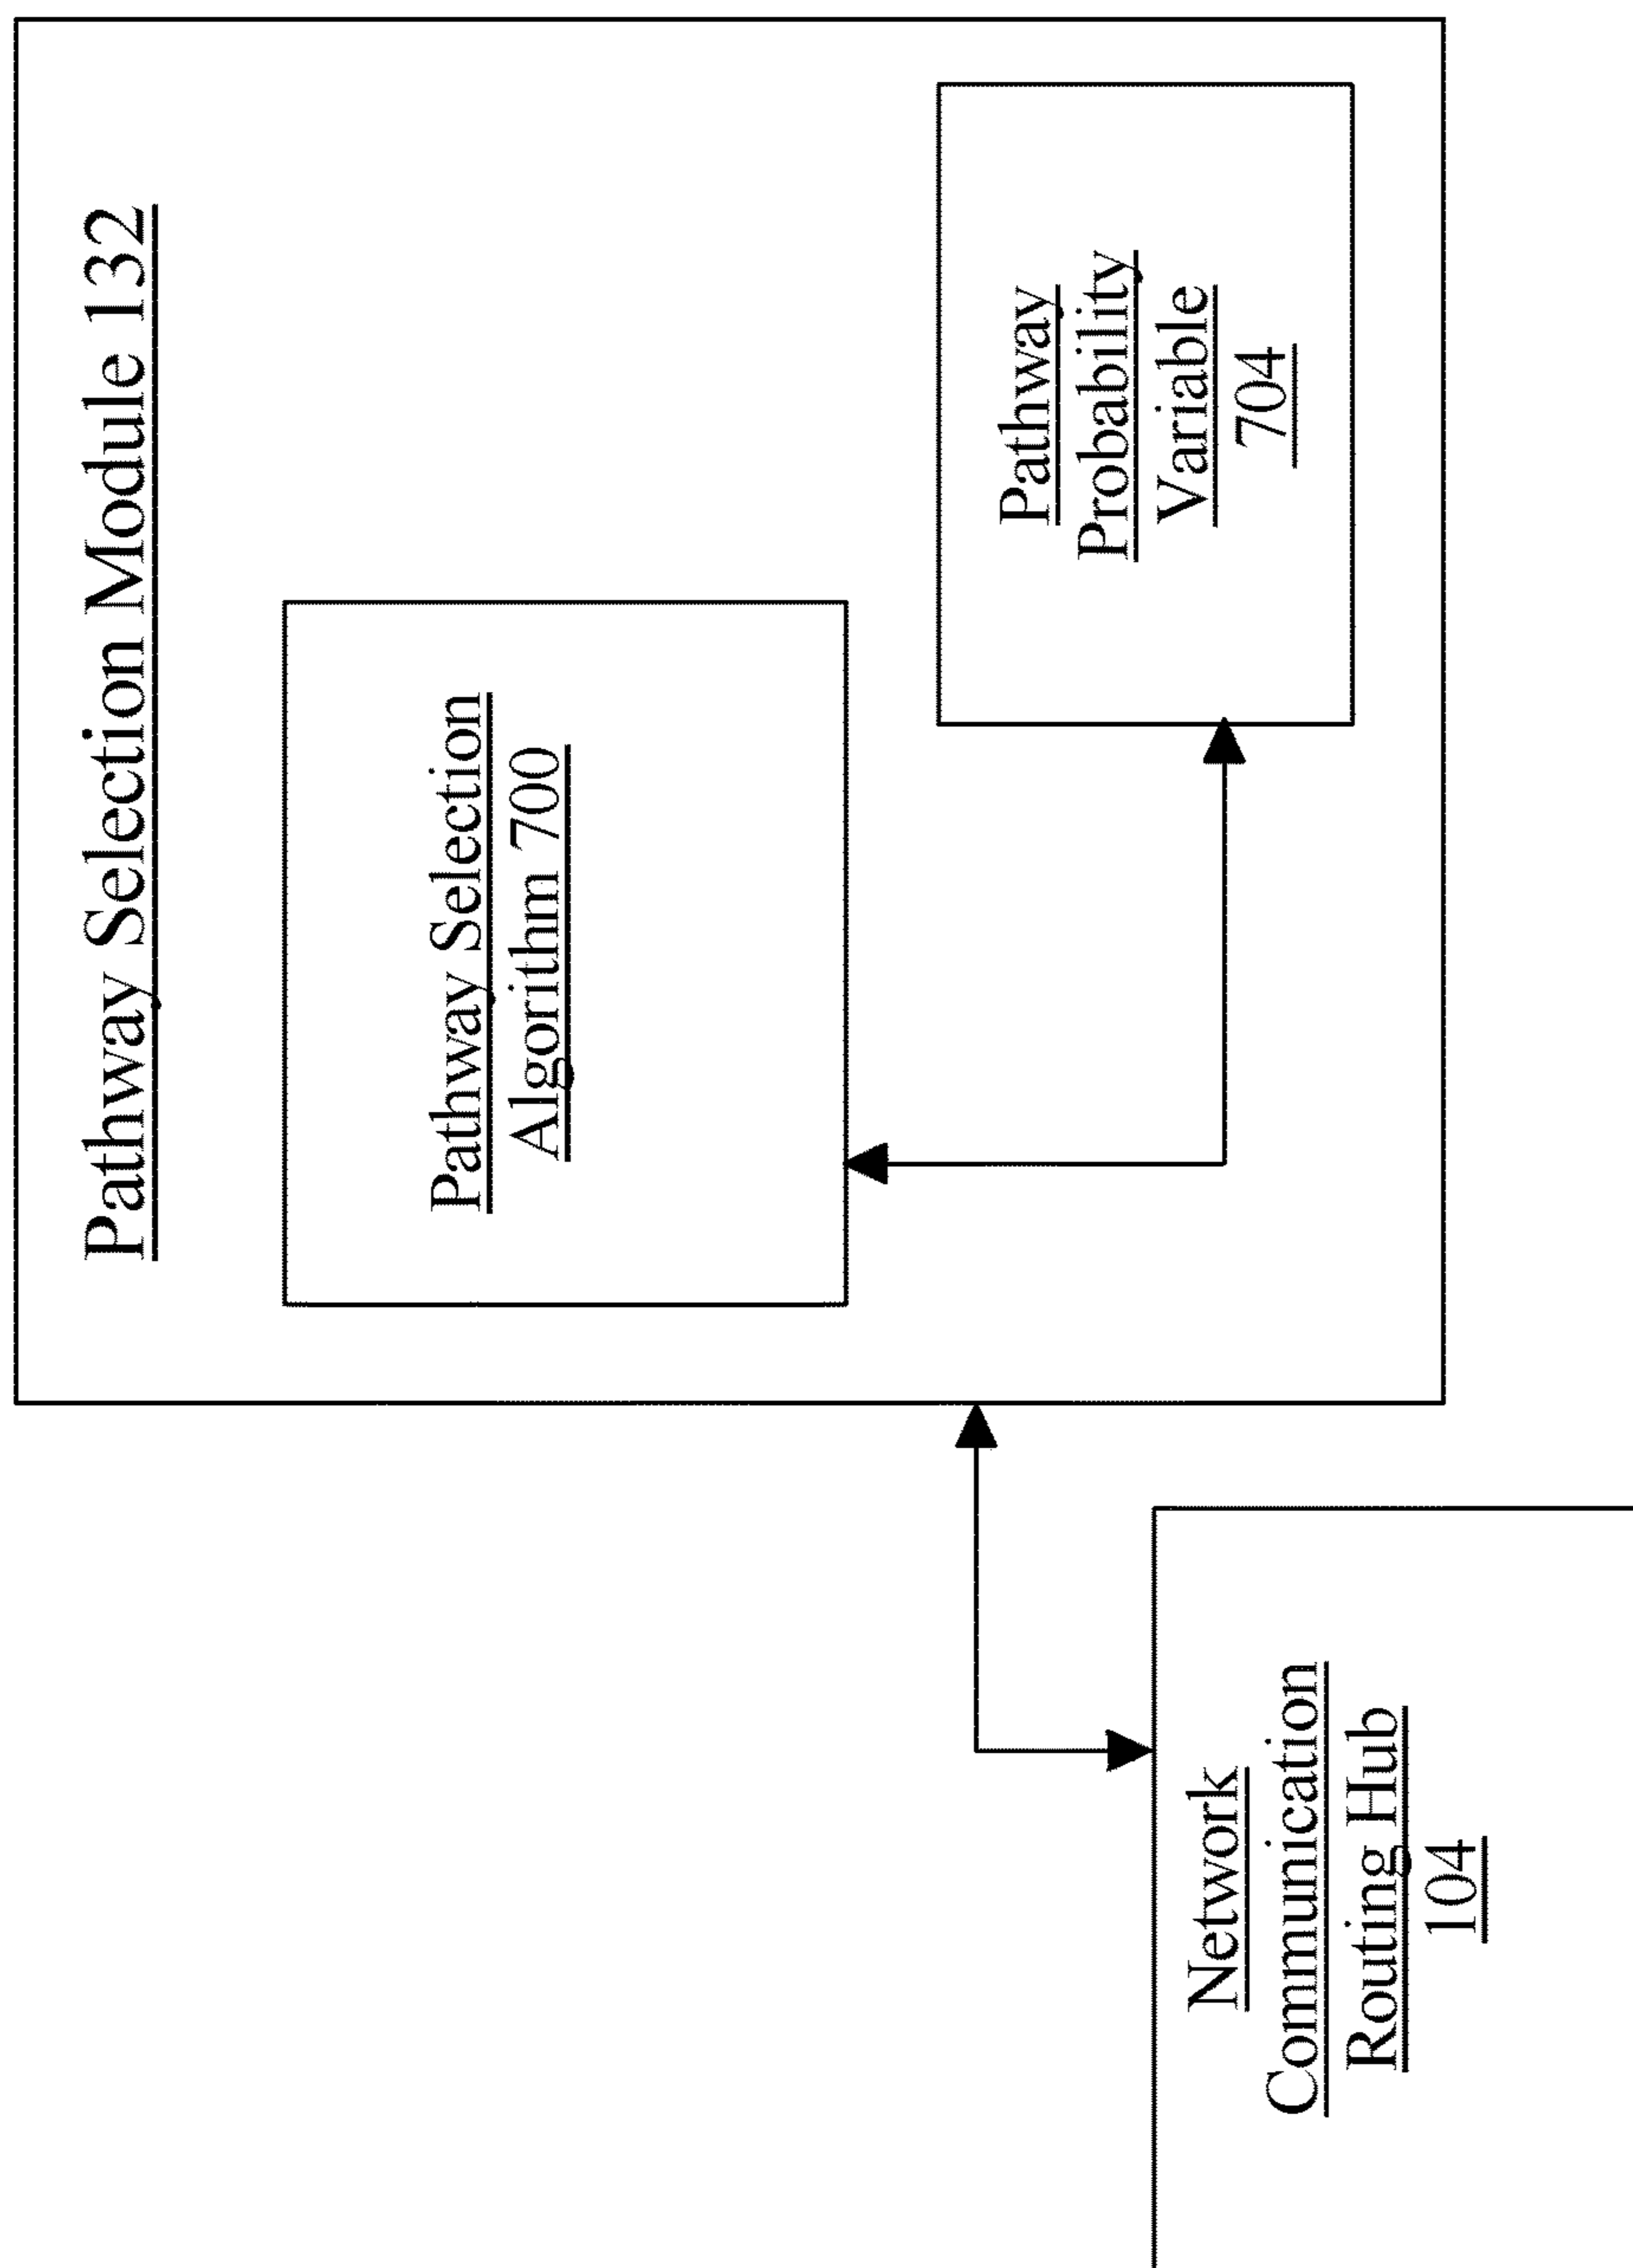 Pathway Selection Module 132
Pathway Selection
Algorithm 700
Pathway
Probability
Variable
704
Network
Communication
Routing Hub
104